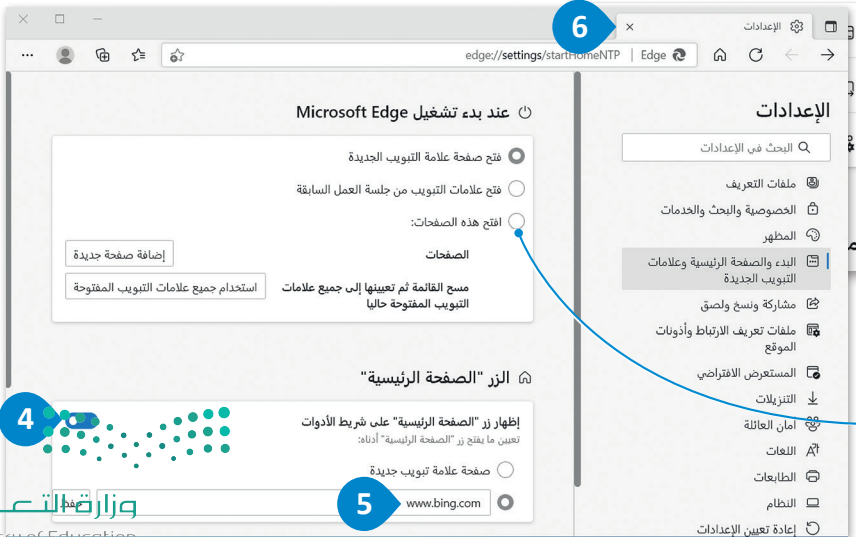 6
الإعدادات
Edge | edge://settings/startHomeNTP
الإعدادات
البحث في الإعدادات
ملفات التعريف
الخصوصية والبحث والخدمات
المظهر
البدء والصفحة الرئيسية وعلامات
التبويب الجديدة
مشاركة ونسخ ولصق
ملفات تعريف الارتباط وأذونات
الموقع
المستعرض الافتراضي
التنزيلات
أمان العائلة
اللغات
الطابعات
النظام
إعادة تعيين الإعدادات
عند بدء تشغيل Microsoft Edge
فتح صفحة علامة التبويب الجديدة
فتح علامات التبويب من جلسة العمل السابقة
افتح هذه الصفحات:
الصفحات
إضافة صفحة جديدة
مسح القائمة ثم تعيينها إلى جميع علامات
التبويب المفتوحة حاليا
استخدام جميع علامات التبويب المفتوحة
الزر "الصفحة الرئيسية"
إظهار زر "الصفحة الرئيسية" على شريط الأدوات
4
تعيين ما يفتح زر "الصفحة الرئيسية" أدناه:
صفحة علامة تبويب جديدة
www.bing.com
5
حفظ
وزارة التعـ
of Education